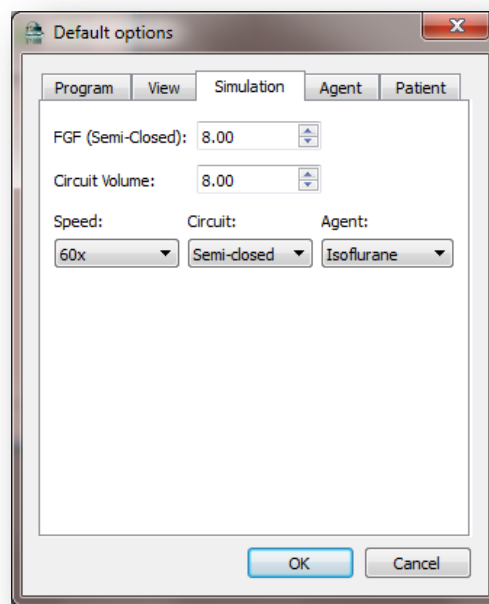 Default options
Program View Simulation Agent Patient
FGF (Semi-Closed): 8.00
Circuit Volume: 8.00
Speed: Circuit: Agent:
60x Semi-closed Isoflurane
OK Cancel